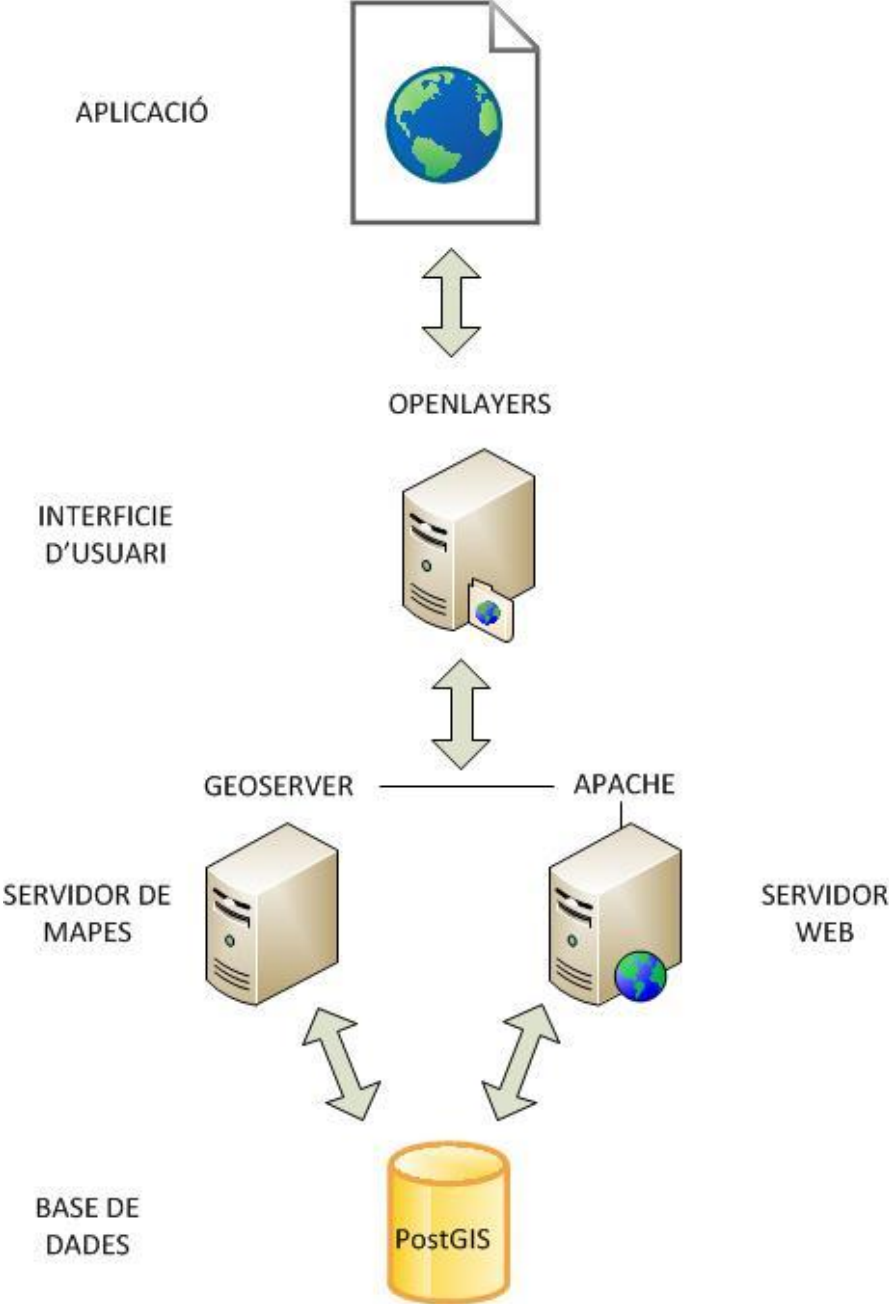 APLICACIÓ
OPENLAYERS
INTERFICIE
D'USUARI
GEOSERVER
APACHE
SERVIDOR DE
MAPES
SERVIDOR
WEB
BASE DE
DADES
PostGIS